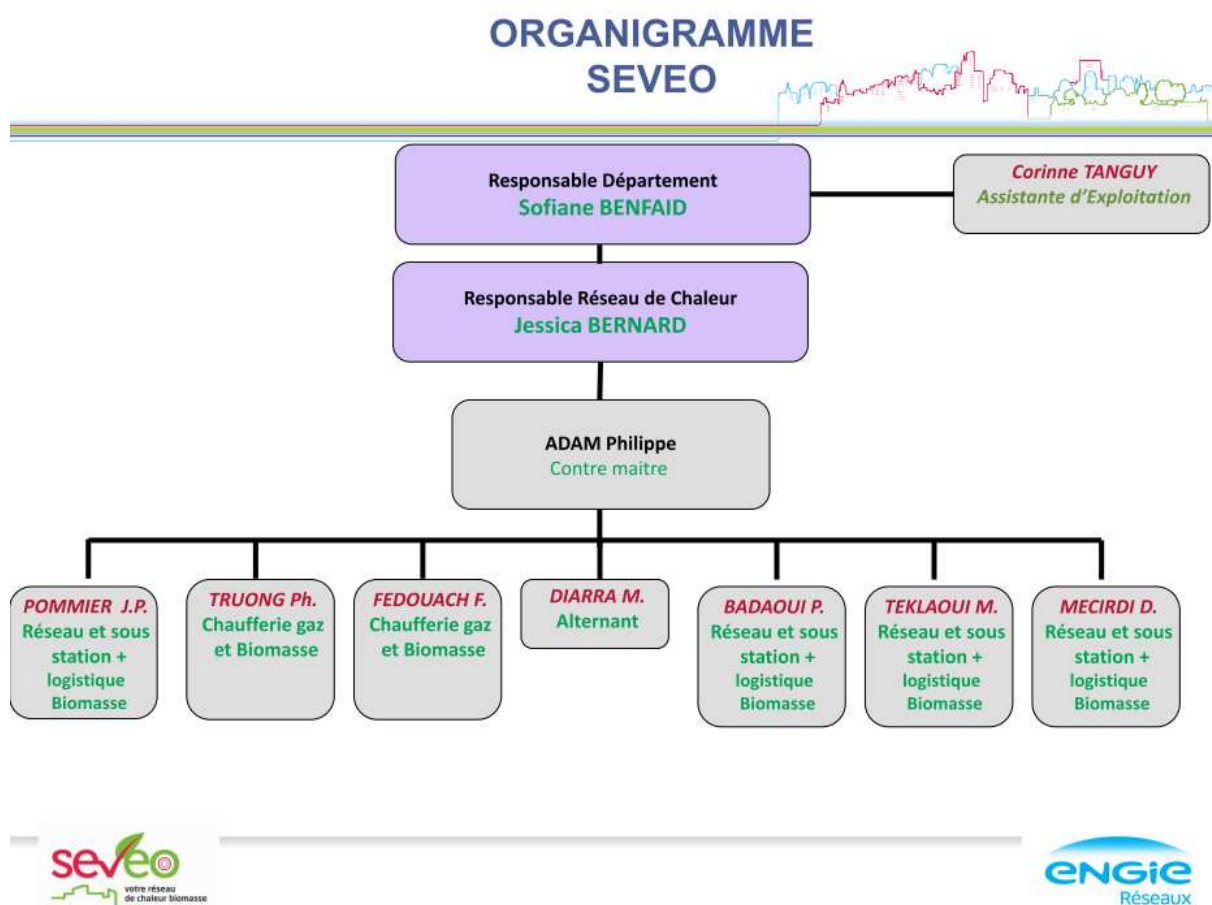 ORGANIGRAMME
SEVEO
Responsable Département
Sofiane BENFAID
Corinne TANGUY
Assistante d'Exploitation
Responsable Réseau de Chaleur
Jessica BERNARD
ADAM Philippe
Contre maitre
POMMIER J.P.
Réseau et sous
station +
logistique
Biomasse
TRUONG Ph.
Chaufferie gaz
et Biomasse
FEDOUACH F.
Chaufferie gaz
et Biomasse
DIARRA M.
Alternant
BADAOUI P.
Réseau et sous
station +
logistique
Biomasse
TEKLAOUI M.
Réseau et sous
station +
logistique
Biomasse
MECIRDI D.
Réseau et sous
station +
logistique
Biomasse
sevéo
votre réseau
de chaleur biomasse
ENGIE
Réseaux